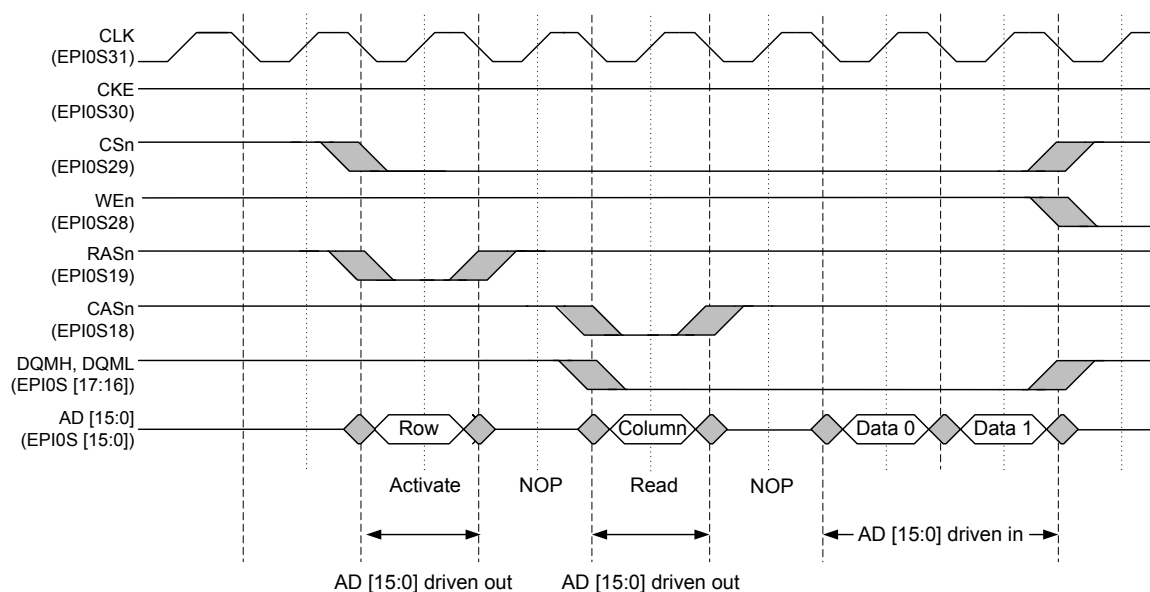 CLK
(EPI0S31)
CKE
(EPI0S30)
CSn
(EPI0S29)
WEn
(EPI0S28)
RASn
(EPI0S19)
CASn
(EPI0S18)
DQMH, DQML
(EPI0S [17:16])
AD [15:0]
(EPI0S [15:0])
Row
Column
Data 0
Data 1
Activate
NOP
Read
NOP
AD [15:0] driven in
AD [15:0] driven out
AD [15:0] driven out